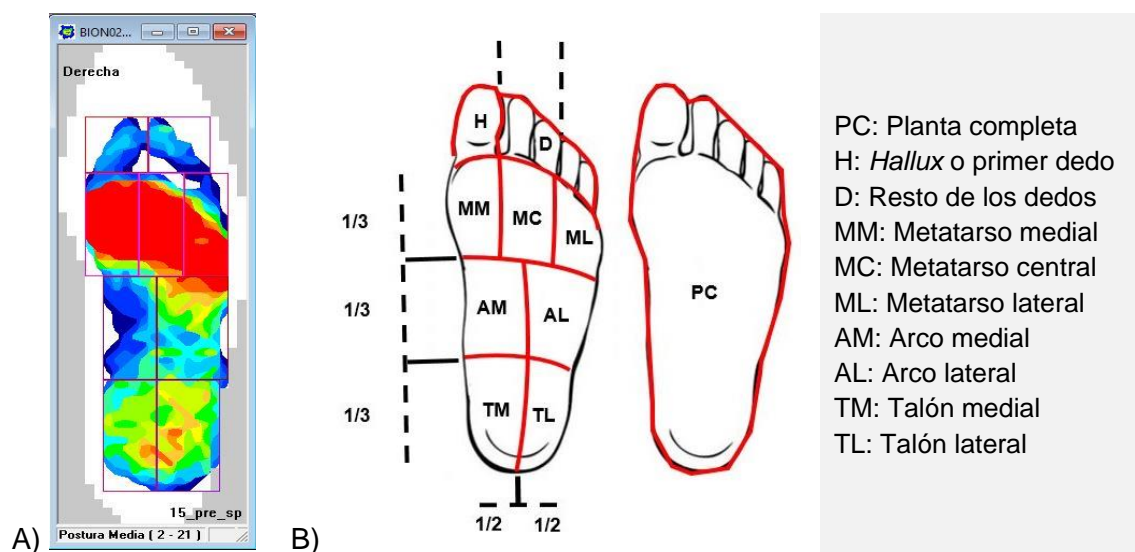 BION02...
Derecha
15_pre_sp
Postura Media ( 2 - 21 )
A)
H
D
MM
MC
ML
AM
AL
TM
TL
1/3
1/3
1/3
1/2
1/2
PC
B)
PC: Planta completa
H: Hallux o primer dedo
D: Resto de los dedos
MM: Metatarso medial
MC: Metatarso central
ML: Metatarso lateral
AM: Arco medial
AL: Arco lateral
TM: Talón medial
TL: Talón lateral